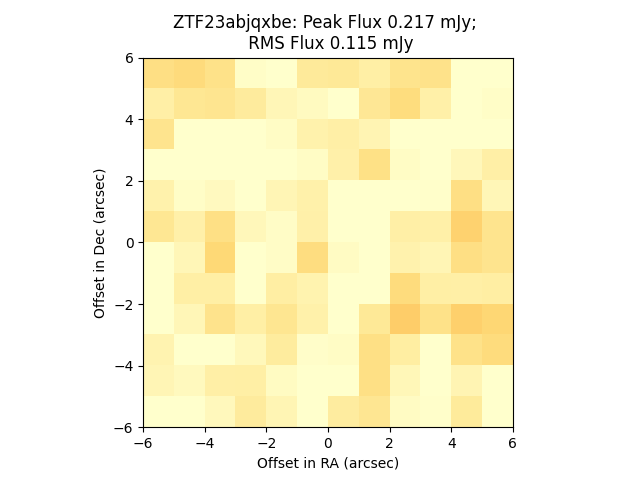 ZTF23abjqxbe: Peak Flux 0.217 mJy;
RMS Flux 0.115 mJy
6
4
2
0
−2
−4
−6
Offset in Dec (arcsec)
−6 −4 −2 0 2 4 6
Offset in RA (arcsec)